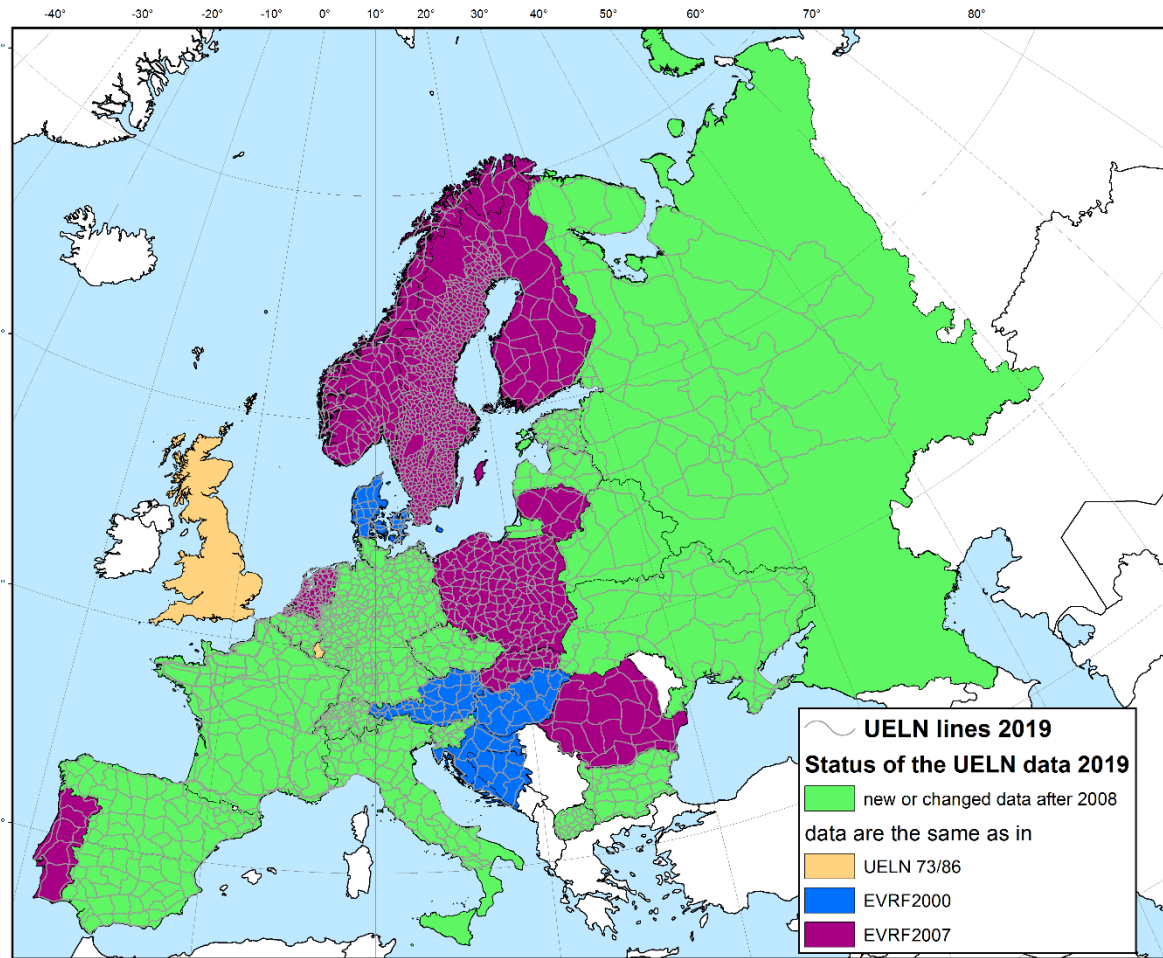 -40° -30° -20° -10° 0° 10° 20° 30° 40° 50° 60° 70° 80°
UELN lines 2019
Status of the UELN data 2019
new or changed data after 2008
data are the same as in
UELN 73/86
EVRF2000
EVRF2007